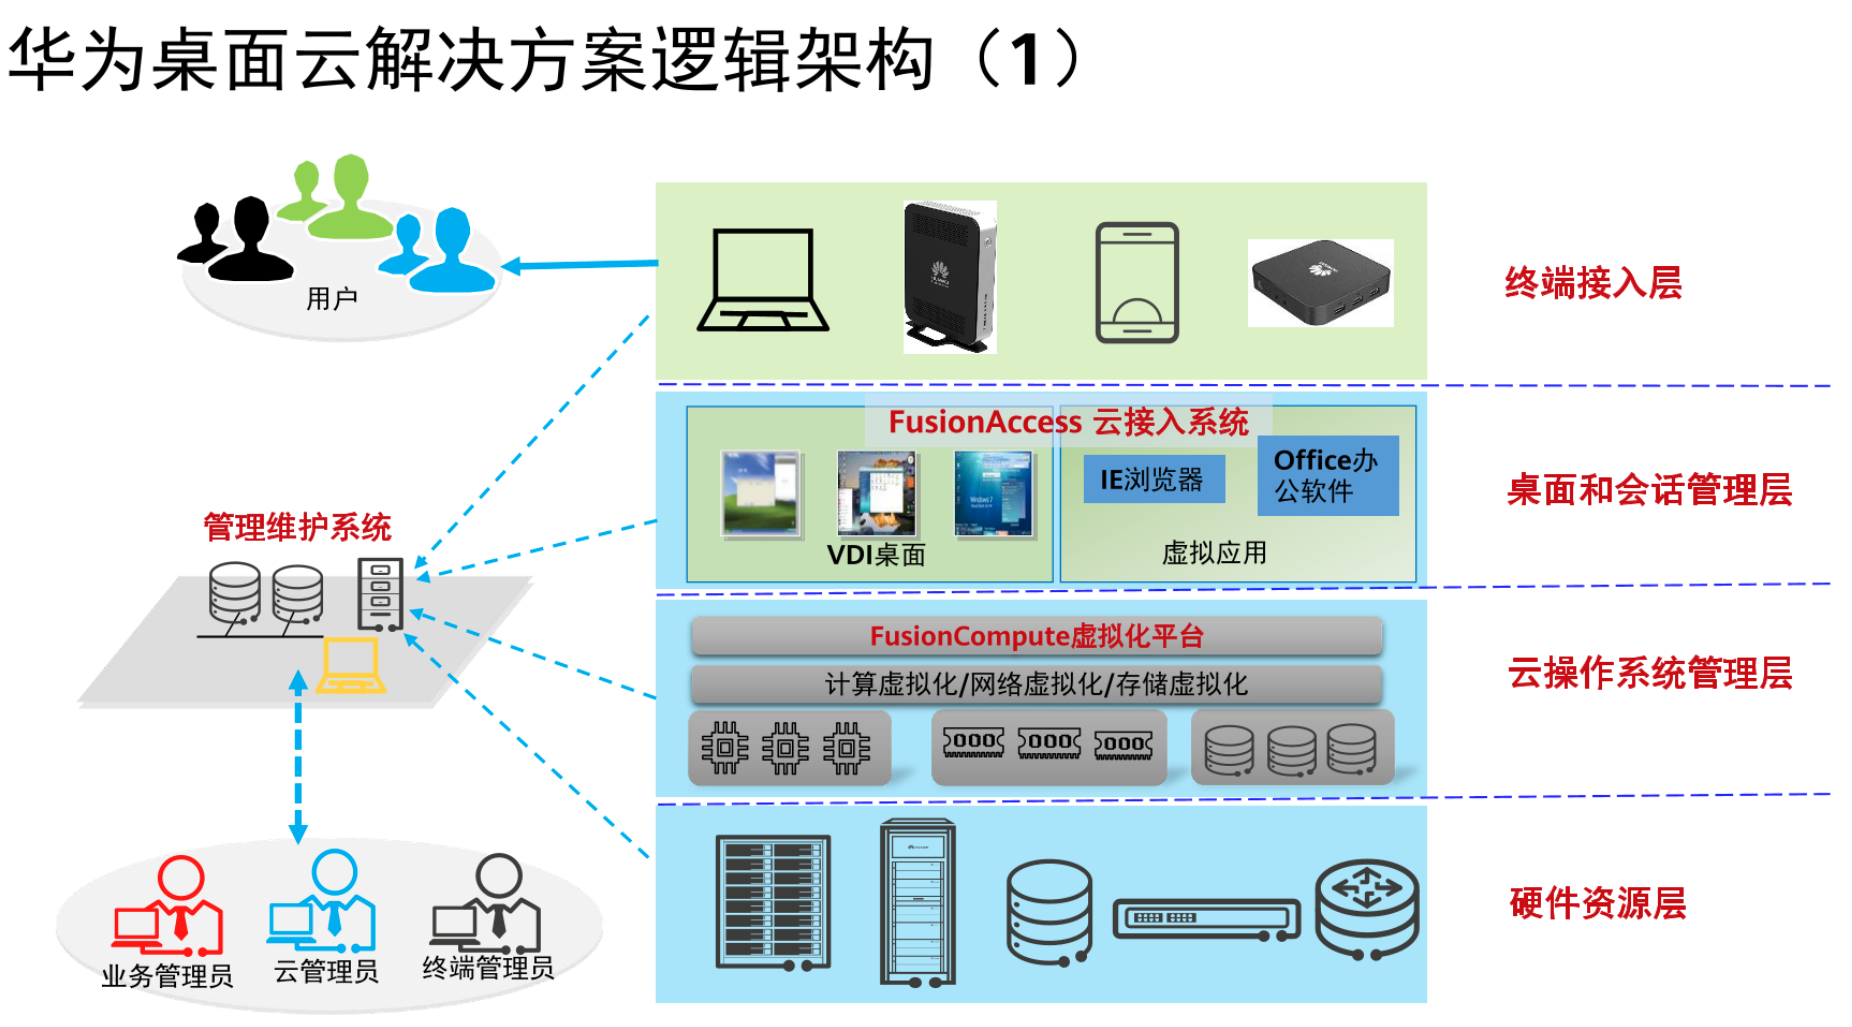 华为桌面云解决方案逻辑架构（1）
用户
终端接入层
FusionAccess 云接入系统
IE浏览器
Office办
公软件
VDI桌面
虚拟应用
桌面和会话管理层
管理维护系统
FusionCompute虚拟化平台
计算虚拟化/网络虚拟化/存储虚拟化
云操作系统管理层
业务管理员
云管理员
终端管理员
硬件资源层